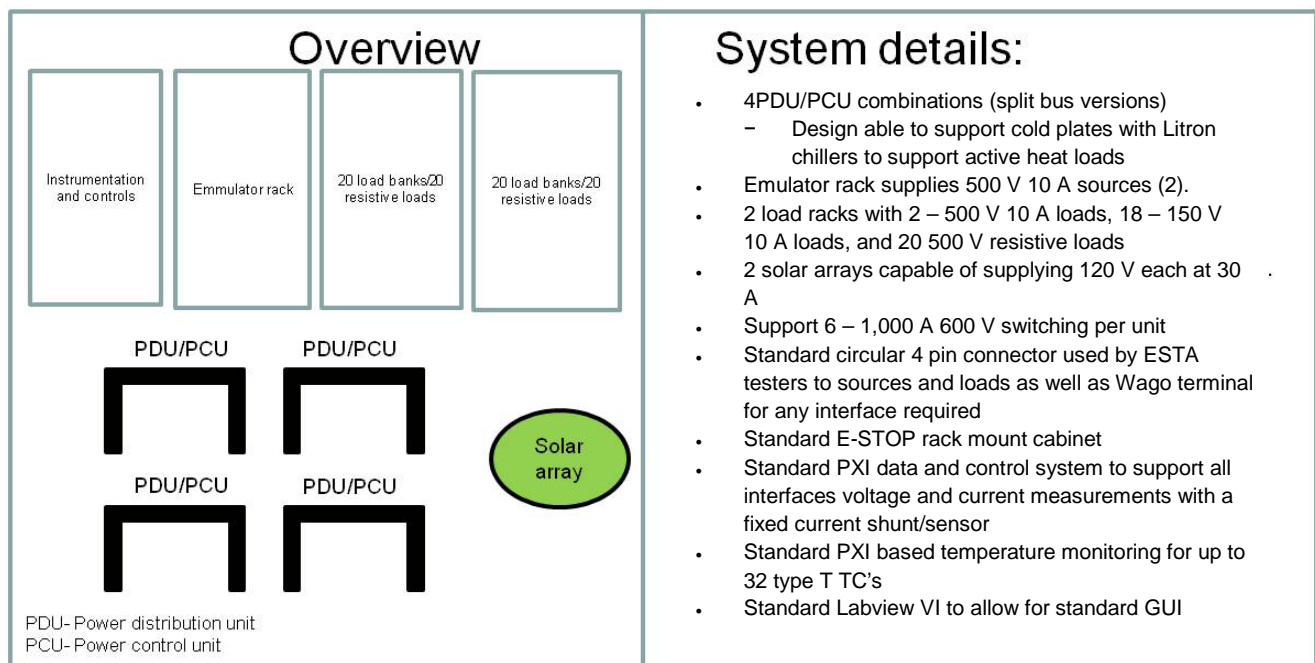 Overview
Instrumentation
and controls
Emmulator rack
20 load banks/20
resistive loads
20 load banks/20
resistive loads
PDU/PCU
PDU/PCU
PDU/PCU
PDU/PCU
Solar
array
PDU- Power distribution unit
PCU- Power control unit
System details:
• 4PDU/PCU combinations (split bus versions)
− Design able to support cold plates with Litron
chillers to support active heat loads
• Emulator rack supplies 500 V 10 A sources (2).
• 2 load racks with 2 – 500 V 10 A loads, 18 – 150 V
10 A loads, and 20 500 V resistive loads
• 2 solar arrays capable of supplying 120 V each at 30 .
A
• Support 6 – 1,000 A 600 V switching per unit
• Standard circular 4 pin connector used by ESTA
testers to sources and loads as well as Wago terminal
for any interface required
• Standard E-STOP rack mount cabinet
• Standard PXI data and control system to support all
interfaces voltage and current measurements with a
fixed current shunt/sensor
• Standard PXI based temperature monitoring for up to
32 type T TC’s
• Standard Labview VI to allow for standard GUI